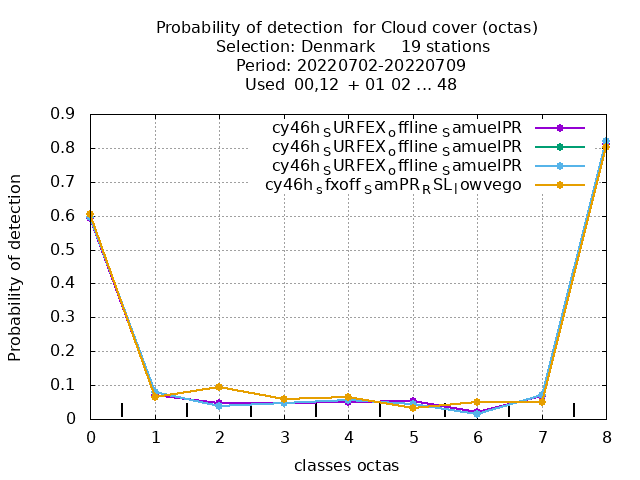 Probability of detection  for Cloud cover (octas)
Selection: Denmark     19 stations
Period: 20220702-20220709
Used  00,12  + 01 02 ... 48
cy46h_SURFEX_offline_SamuelPR
cy46h_SURFEX_offline_SamuelPR
cy46h_SURFEX_offline_SamuelPR
cy46h_sfxoff_SamPR_RSL_lowvego
Probability of detection
0.9
0.8
0.7
0.6
0.5
0.4
0.3
0.2
0.1
0
0 1 2 3 4 5 6 7 8
classes octas